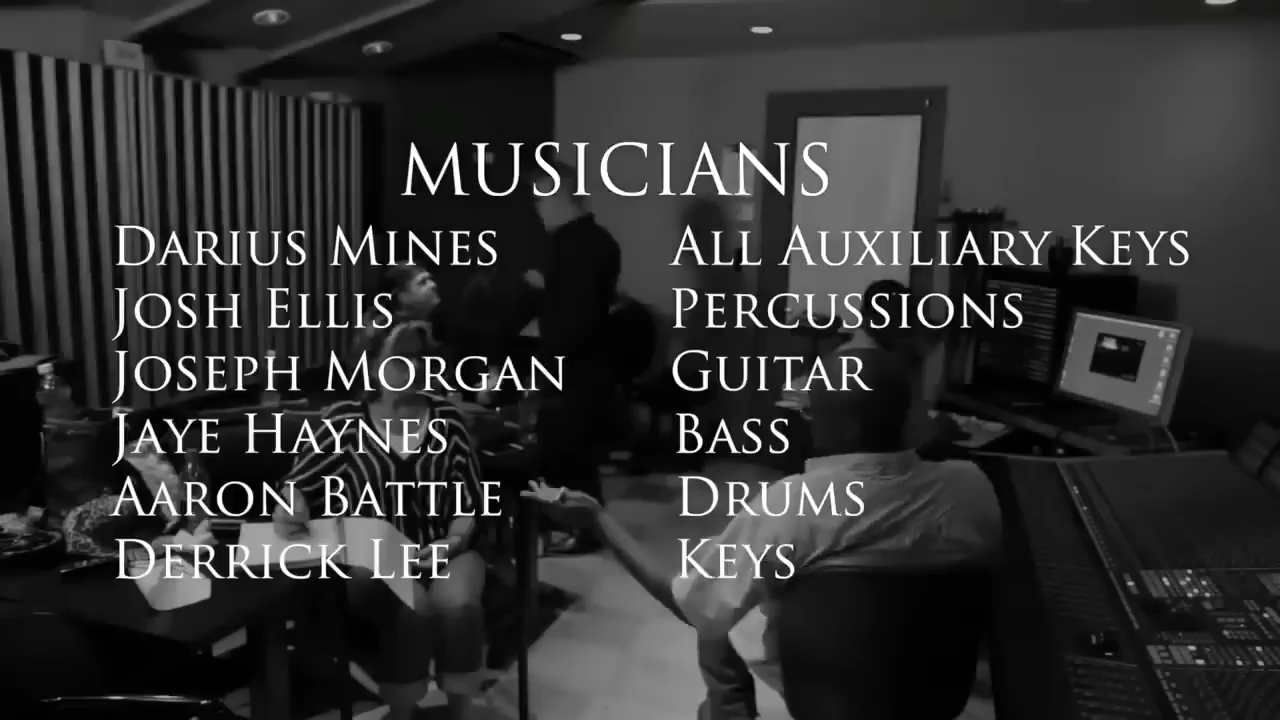 MUSICIANS
DARIUS MINES ALL AUXILIARY KEYS
JOSH ELLIS PERCUSSIONS
JOSEPH MORGAN GUITAR
JAYE HAYNES BASS
AARON BATTLE DRUMS
DERRICK LEE KEYS